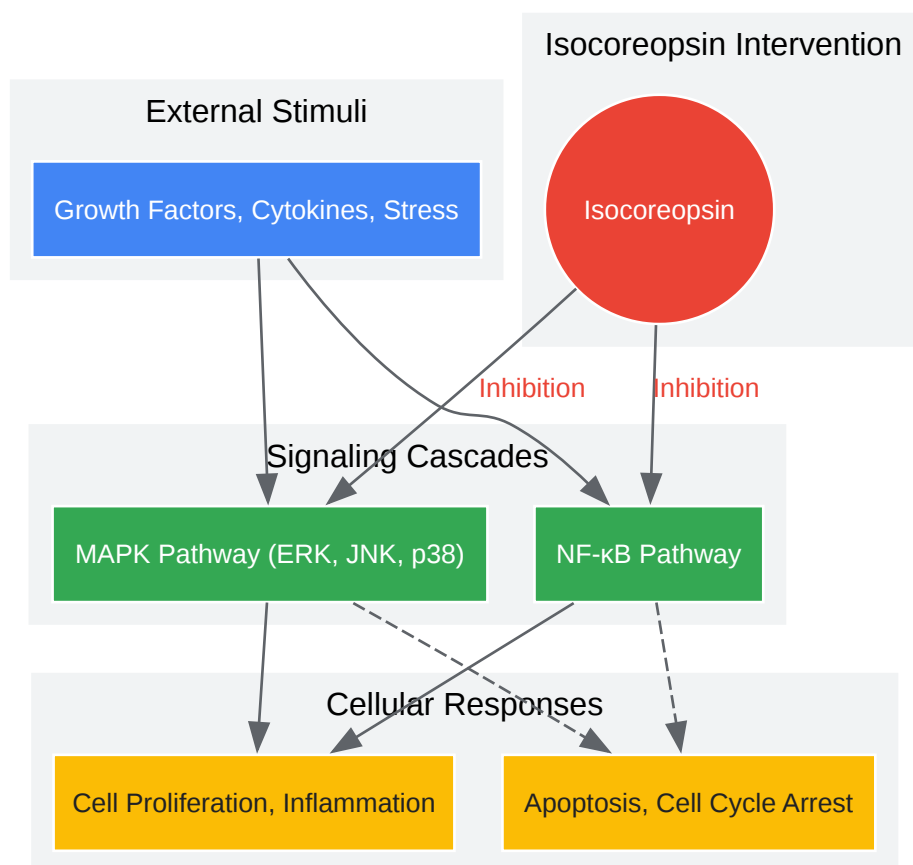 Isocoreopsin Intervention
External Stimuli
Growth Factors, Cytokines, Stress
Isocoreopsin
Inhibition
Inhibition
Signaling Cascades
MAPK Pathway (ERK, JNK, p38)
NF-κB Pathway
Cellular Responses
Cell Proliferation, Inflammation
Apoptosis, Cell Cycle Arrest